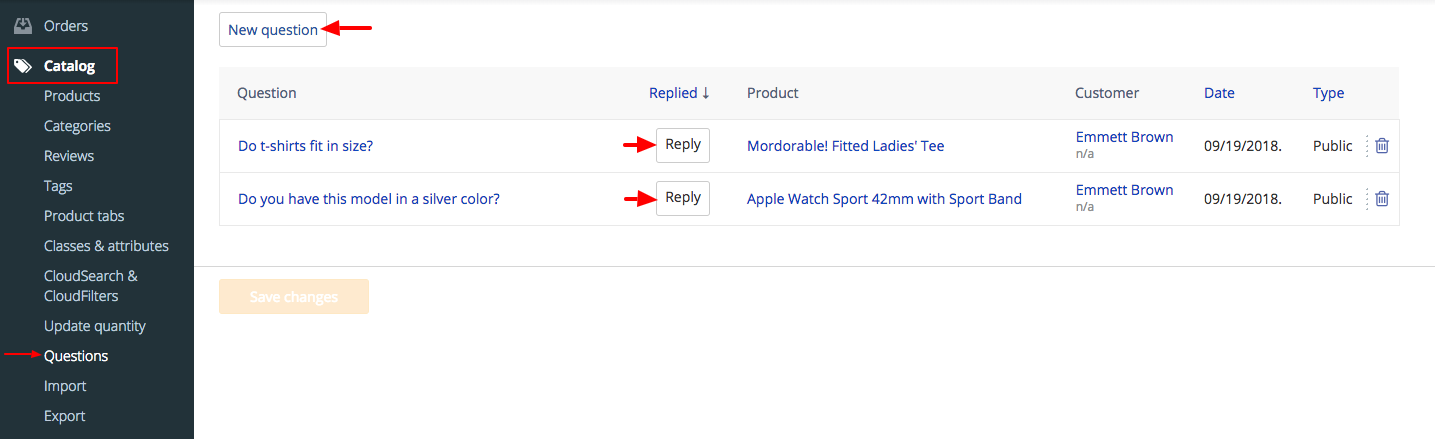 Orders
Catalog
Products
Categories
Reviews
Tags
Product tabs
Classes & attributes
CloudSearch &
CloudFilters
Update quantity
Questions
Import
Export
New question
Question Replied ↓ Product Customer Date Type
Do t-shirts fit in size? Reply Mordorable! Fitted Ladies' Tee Emmett Brown 09/19/2018. Public
n/a
Do you have this model in a silver color? Reply Apple Watch Sport 42mm with Sport Band Emmett Brown 09/19/2018. Public
n/a
Save changes